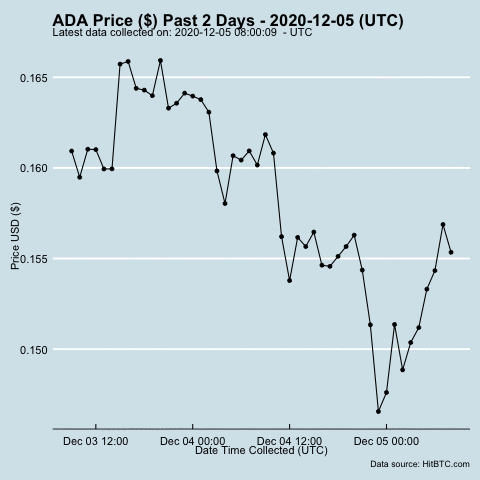 ADA Price ($) Past 2 Days - 2020-12-05 (UTC)
Latest data collected on: 2020-12-05 08:00:09  - UTC
0.165
0.160
0.155
0.150
Price USD ($)
Dec 03 12:00 Dec 04 00:00 Dec 04 12:00 Dec 05 00:00
Date Time Collected (UTC)
Data source: HitBTC.com